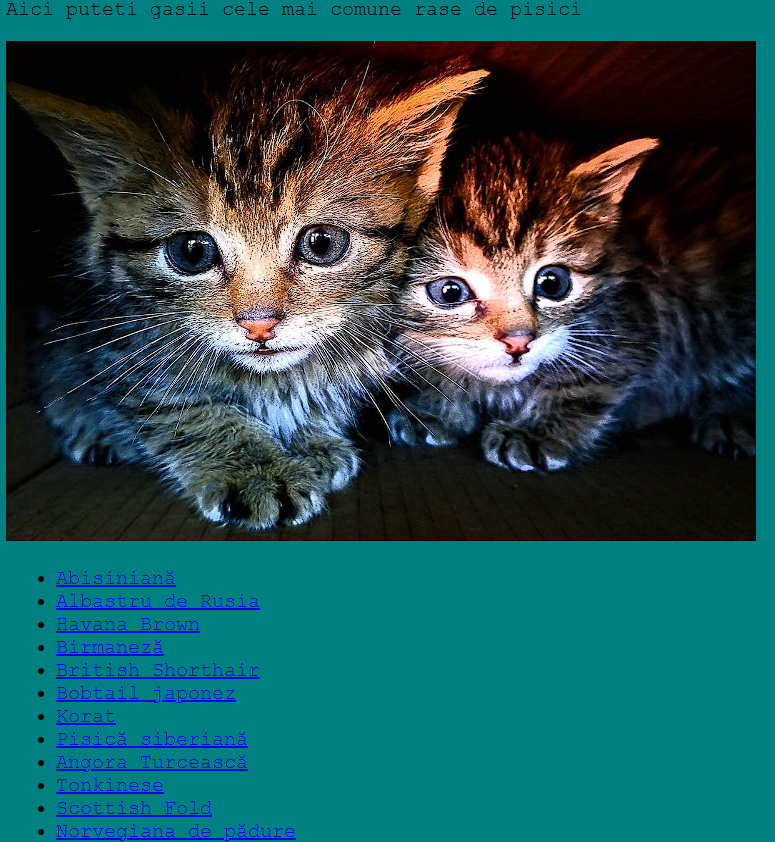 Aici puteti gasii cele mai comune rase de pisici
Abisiniană
Albastru de Rusia
Havana Brown
Birmaneză
British Shorthair
Bobtail japonez
Korat
Pisică siberiană
Angora Turcească
Tonkinese
Scottish Fold
Norvegiana de pădure